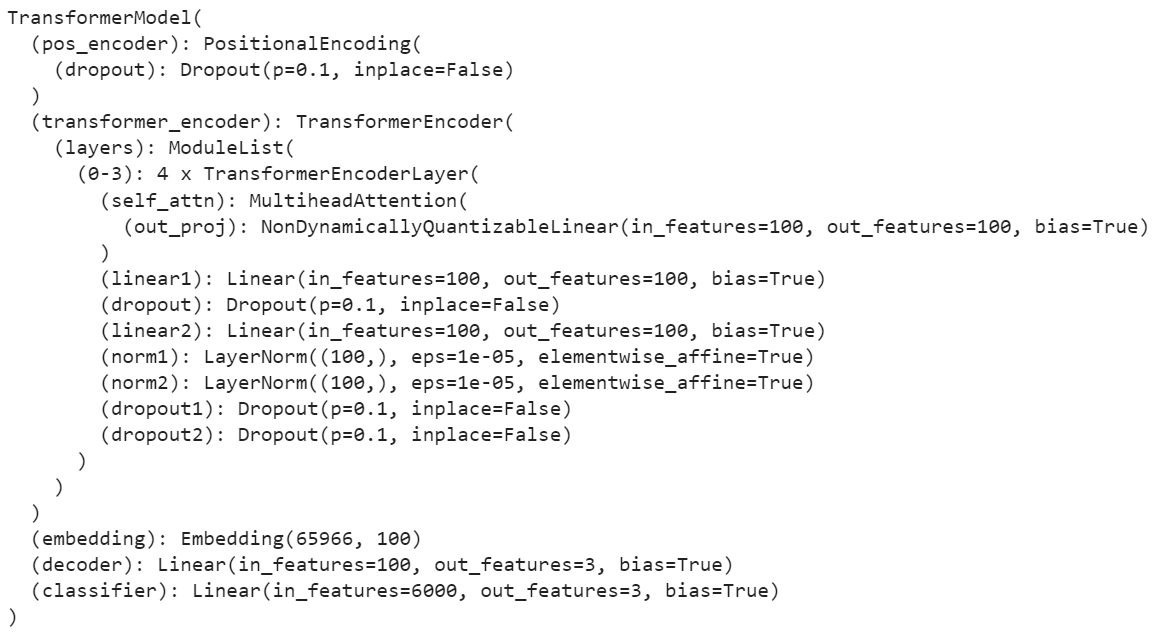 TransformerModel(
  (pos_encoder): PositionalEncoding(
    (dropout): Dropout(p=0.1, inplace=False)
  )
  (transformer_encoder): TransformerEncoder(
    (layers): ModuleList(
      (0-3): 4 x TransformerEncoderLayer(
        (self_attn): MultiheadAttention(
          (out_proj): NonDynamicallyQuantizableLinear(in_features=100, out_features=100, bias=True)
        )
        (linear1): Linear(in_features=100, out_features=100, bias=True)
        (dropout): Dropout(p=0.1, inplace=False)
        (linear2): Linear(in_features=100, out_features=100, bias=True)
        (norm1): LayerNorm((100,), eps=1e-05, elementwise_affine=True)
        (norm2): LayerNorm((100,), eps=1e-05, elementwise_affine=True)
        (dropout1): Dropout(p=0.1, inplace=False)
        (dropout2): Dropout(p=0.1, inplace=False)
      )
    )
  )
  (embedding): Embedding(65966, 100)
  (decoder): Linear(in_features=100, out_features=3, bias=True)
  (classifier): Linear(in_features=6000, out_features=3, bias=True)
)